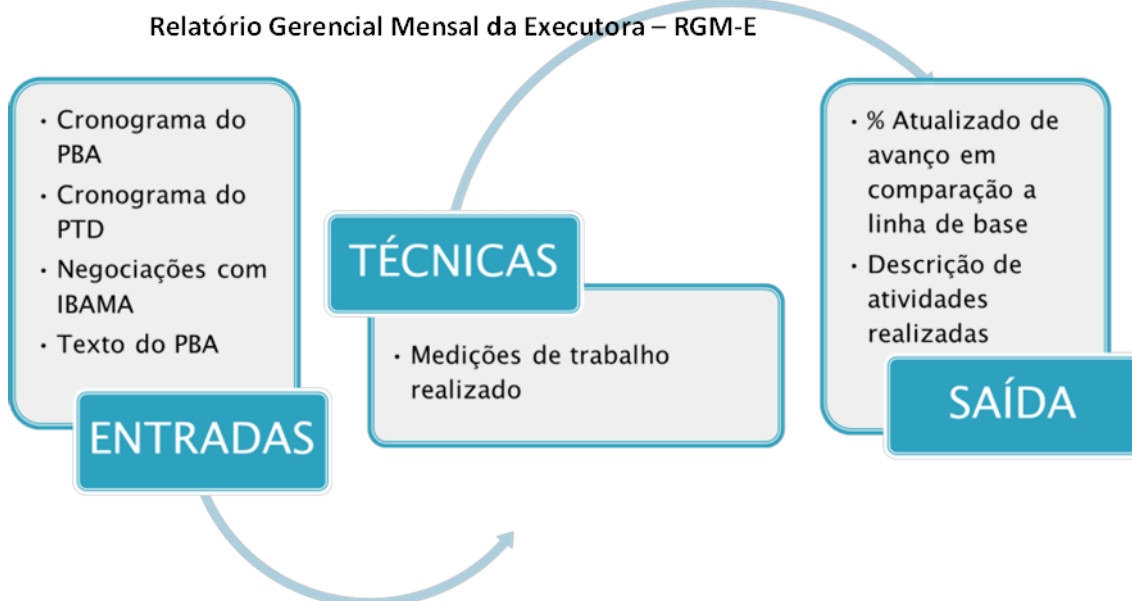 Relatório Gerencial Mensal da Executora – RGM-E
• Cronograma do
PBA
• Cronograma do
PTD
• Negociações com
IBAMA
• Texto do PBA
ENTRADAS
TÉCNICAS
• Medições de trabalho
realizado
• % Atualizado de
avanço em
comparação a
linha de base
• Descrição de
atividades
realizadas
SAÍDA